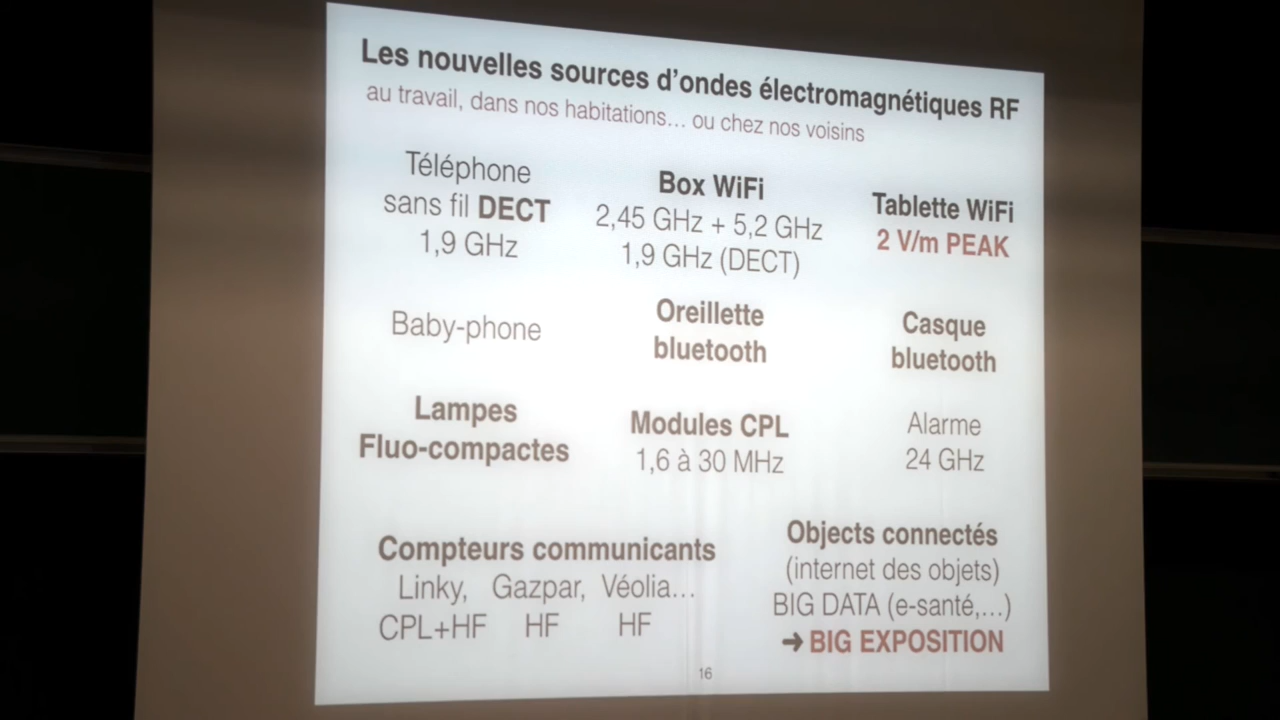 Les nouvelles sources d'ondes électromagnétiques RF
au travail, dans nos habitations... ou chez nos voisins
Téléphone
sans fil DECT
1,9 GHz
Box WiFi
2,45 GHz + 5,2 GHz
1,9 GHz (DECT)
Tablette WiFi
2 V/m PEAK
Baby-phone
Oreillette
bluetooth
Casque
bluetooth
Lampes
Fluo-compactes
Modules CPL
1,6 à 30 MHz
Alarme
24 GHz
Compteurs communicants
Linky, Gazpar, Véolia...
CPL+HF HF HF
Objects connectés
(internet des objets)
BIG DATA (e-santé,...)
➔ BIG EXPOSITION
16